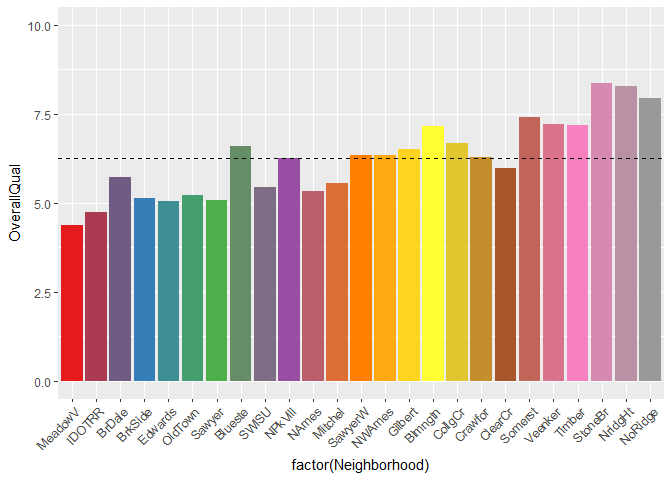 10.0
7.5
5.0
2.5
0.0
OverallQual
MeadowV
IDOTRR
BrDale
BrkSide
Edwards
OldTown
Sawyer
Blueste
SWISU
NPkVill
NAmes
Mitchel
SawyerW
NWAmes
Gilbert
Blmngtn
CollgCr
Crawfor
ClearCr
Somerst
Veenker
Timber
StoneBr
NridgHt
NoRidge
factor(Neighborhood)